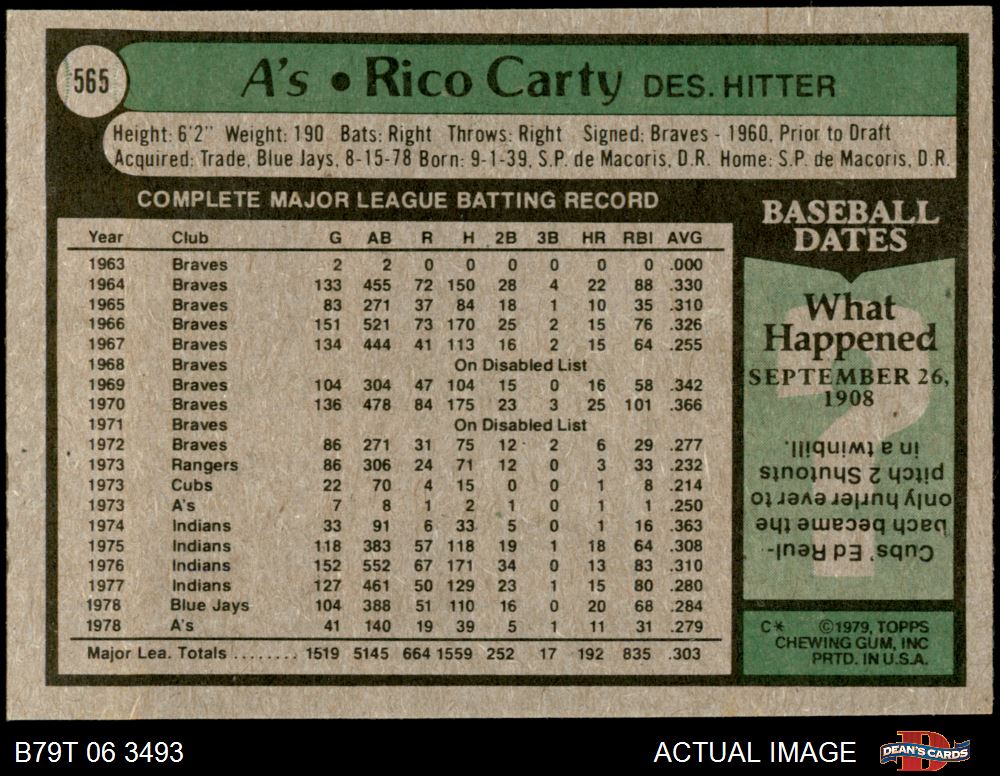 565
A's • Rico Carty DES. HITTER
Height: 6'2" Weight: 190 Bats: Right Throws: Right Signed: Braves - 1960, Prior to Draft
Acquired: Trade, Blue Jays, 8-15-78 Born: 9-1-39, S.P. de Macoris, D.R. Home: S.P. de Macoris, D.R.
COMPLETE MAJOR LEAGUE BATTING RECORD
Year Club G AB R H 2B 3B HR RBI AVG
1963 Braves 2 2 0 0 0 0 0 0 .000
1964 Braves 133 455 72 150 28 4 22 88 .330
1965 Braves 83 271 37 84 18 1 10 35 .310
1966 Braves 151 521 73 170 25 2 15 76 .326
1967 Braves 134 444 41 113 16 2 15 64 .255
1968 Braves On Disabled List
1969 Braves 104 304 47 104 15 0 16 58 .342
1970 Braves 136 478 84 175 23 3 25 101 .366
1971 Braves On Disabled List
1972 Braves 86 271 31 75 12 2 6 29 .277
1973 Rangers 86 306 24 71 12 0 3 33 .232
1973 Cubs 22 70 4 15 0 0 1 8 .214
1973 A's 7 8 1 2 1 0 1 1 .250
1974 Indians 33 91 6 33 5 0 1 16 .363
1975 Indians 118 383 57 118 19 1 18 64 .308
1976 Indians 152 552 67 171 34 0 13 83 .310
1977 Indians 127 461 50 129 23 1 15 80 .280
1978 Blue Jays 104 388 51 110 16 0 20 68 .284
1978 A's 41 140 19 39 5 1 11 31 .279
Major Lea. Totals ........ 1519 5145 664 1559 252 17 192 835 .303
BASEBALL
DATES
What
Happened
SEPTEMBER 26,
1908
Cubs' Ed Reul-
bach became the
only hurler ever to
pitch 2 Shutouts
in a twinbill.
C* ©1979, TOPPS
CHEWING GUM, INC
PRTD. IN U.S.A.
B79T 06 3493
ACTUAL IMAGE
DEAN'S CARDS